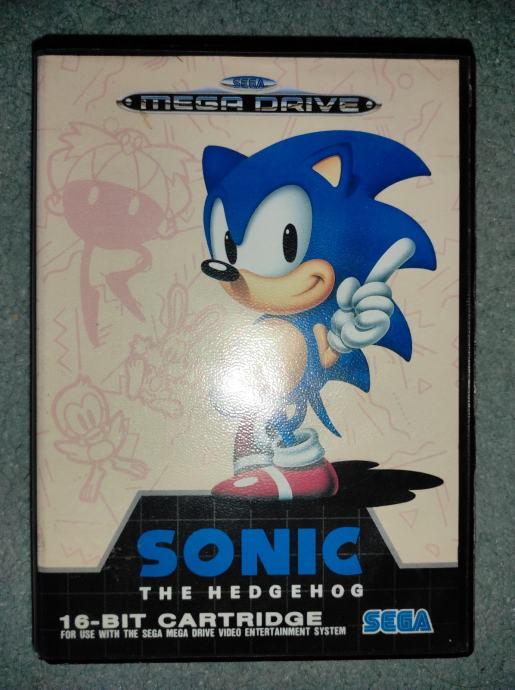 SEGA
MEGA DRIVE
SONIC
THE HEDGEHOG
16-BIT CARTRIDGE
FOR USE WITH THE SEGA MEGA DRIVE VIDEO ENTERTAINMENT SYSTEM
SEGA